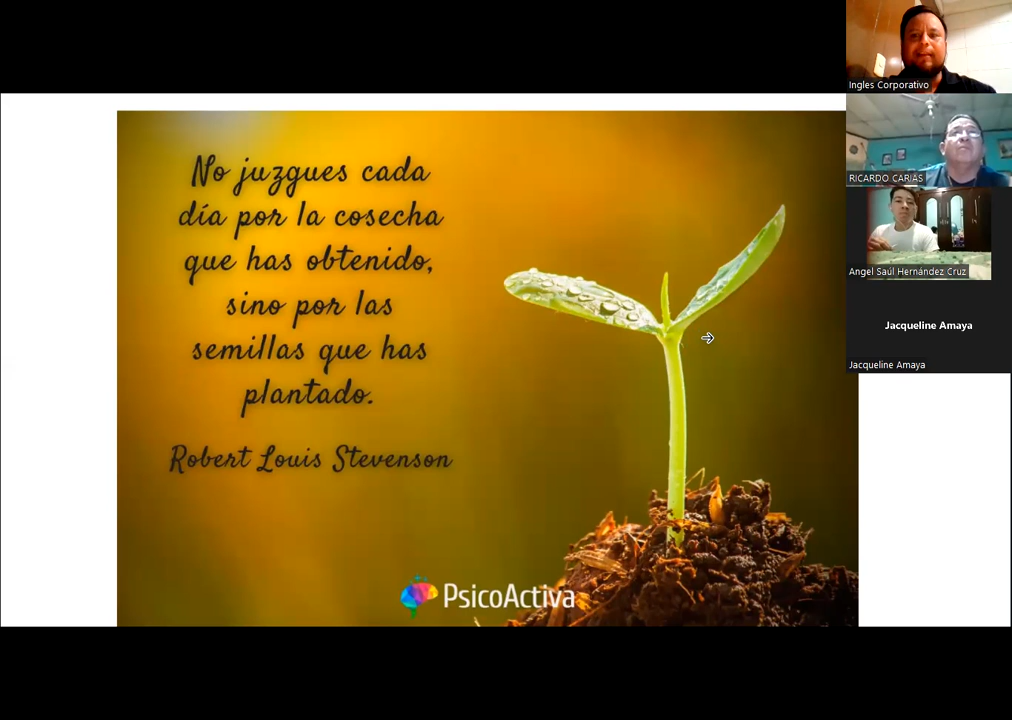 No juzgues cada
día por la cosecha
que has obtenido,
sino por las
semillas que has
plantado.
Robert Louis Stevenson
PsicoActiva
Ingles Corporativo
RICARDO CARIAS
Angel Saúl Hernández Cruz
Jacqueline Amaya
Jacqueline Amaya